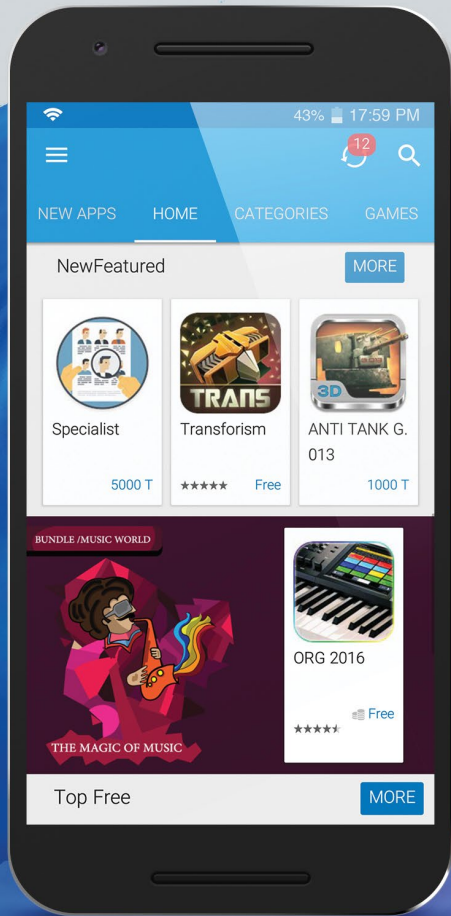 43% 17:59 PM
12
NEW APPS HOME CATEGORIES GAMES
NewFeatured MORE
TRANS
3D
Specialist Transforism ANTI TANK G.
013
5000 T Free 1000 T
BUNDLE /MUSIC WORLD
ORG 2016
Free
THE MAGIC OF MUSIC
Top Free MORE